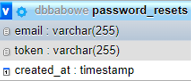 dbbabowe password_resets
email : varchar(255)
token : varchar(255)
created_at : timestamp